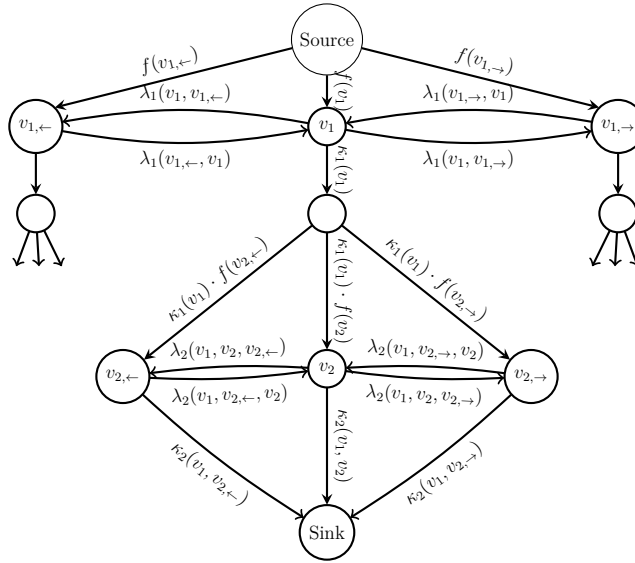 Source
f(v₁,←)
f(v₁)
f(v₁,→)
λ₁(v₁, v₁,←)
λ₁(v₁,→, v₁)
v₁,←
v₁
v₁,→
λ₁(v₁,←, v₁)
λ₁(v₁, v₁,→)
κ₁(v₁)
κ₁(v₁) · f(v₂,←)
κ₁(v₁) · f(v₂)
κ₁(v₁) · f(v₂,→)
λ₂(v₁, v₂, v₂,←)
λ₂(v₁, v₂,→, v₂)
v₂,←
v₂
v₂,→
λ₂(v₁, v₂,←, v₂)
λ₂(v₁, v₂, v₂,→)
κ₂(v₁, v₂,←)
κ₂(v₁, v₂)
κ₂(v₁, v₂,→)
Sink